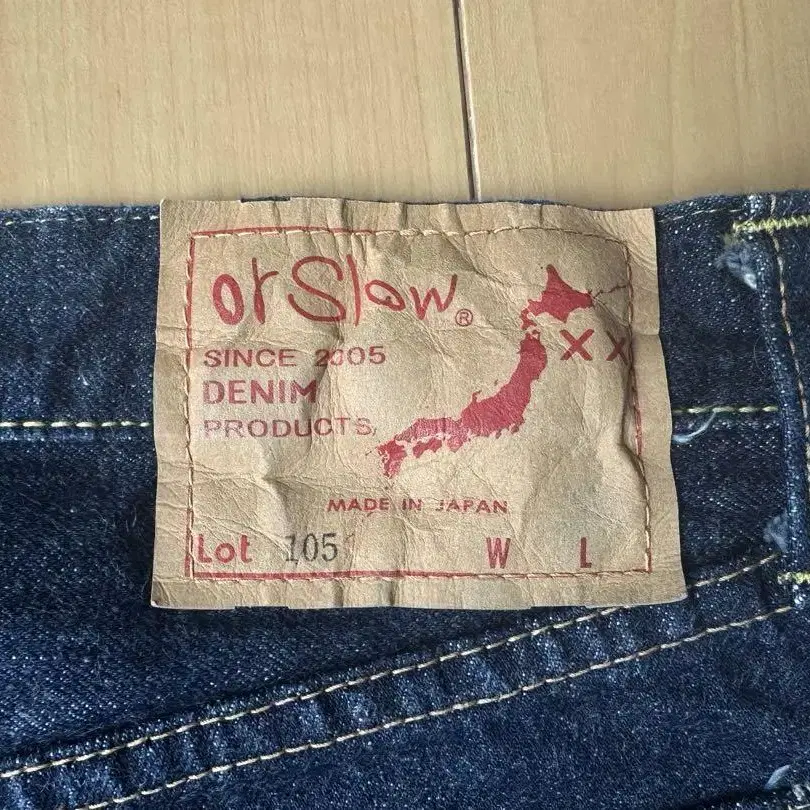 orSlow®
SINCE 2005
XX
DENIM
PRODUCTS,
MADE IN JAPAN
Lot 105 W L